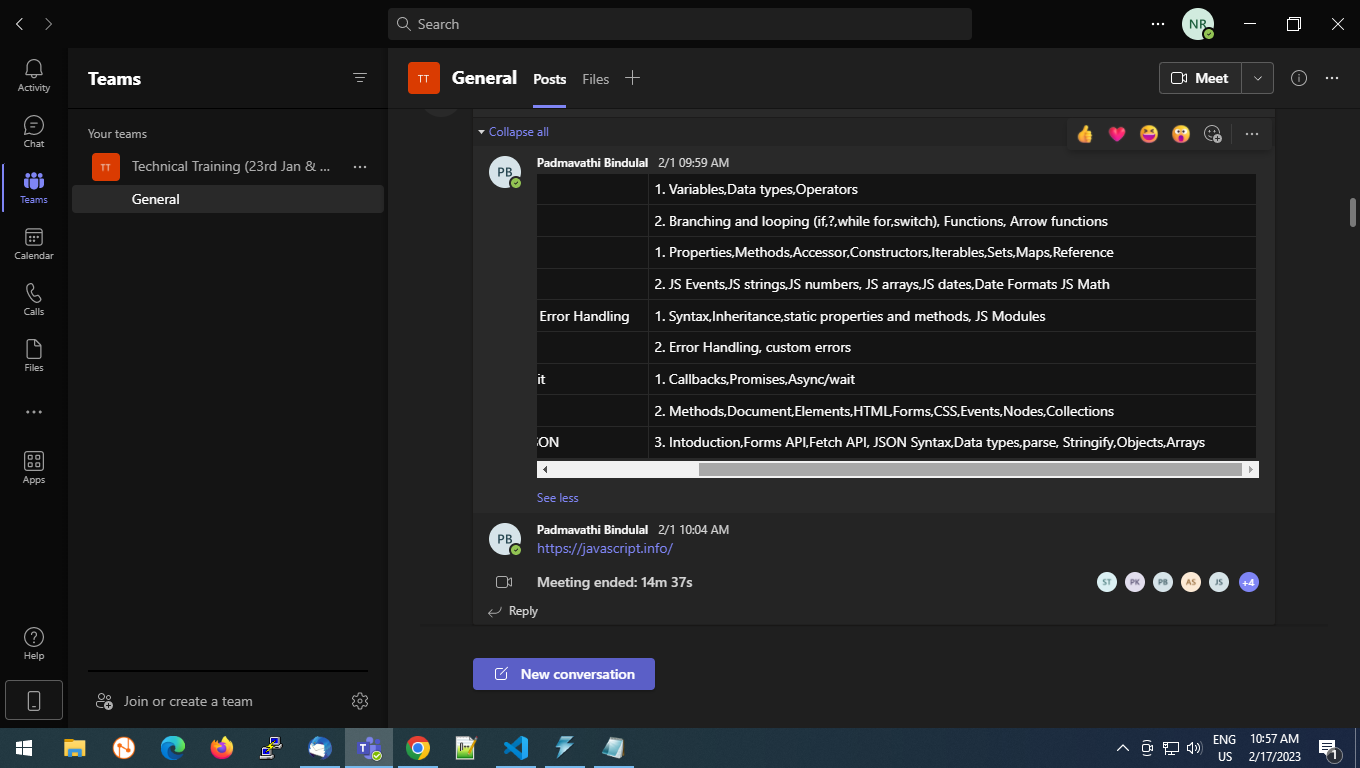 Search
NR
Activity
Chat
Teams
Calendar
Calls
Files
Apps
Help
Teams
Your teams
TT
Technical Training (23rd Jan & ...
General
Join or create a team
TT
General
Posts
Files
Meet
Collapse all
PB
Padmavathi Bindulal 2/1 09:59 AM
1. Variables,Data types,Operators
2. Branching and looping (if,?,while for,switch), Functions, Arrow functions
1. Properties,Methods,Accessor,Constructors,Iterables,Sets,Maps,Reference
2. JS Events,JS strings,JS numbers, JS arrays,JS dates,Date Formats JS Math
Error Handling 1. Syntax,Inheritance,static properties and methods, JS Modules
2. Error Handling, custom errors
it 1. Callbacks,Promises,Async/wait
2. Methods,Document,Elements,HTML,Forms,CSS,Events,Nodes,Collections
SON 3. Intoduction,Forms API,Fetch API, JSON Syntax,Data types,parse, Stringify,Objects,Arrays
See less
PB
Padmavathi Bindulal 2/1 10:04 AM
https://javascript.info/
Meeting ended: 14m 37s
ST PK PB AS JS +4
Reply
New conversation
ENG
US
10:57 AM
2/17/2023
1